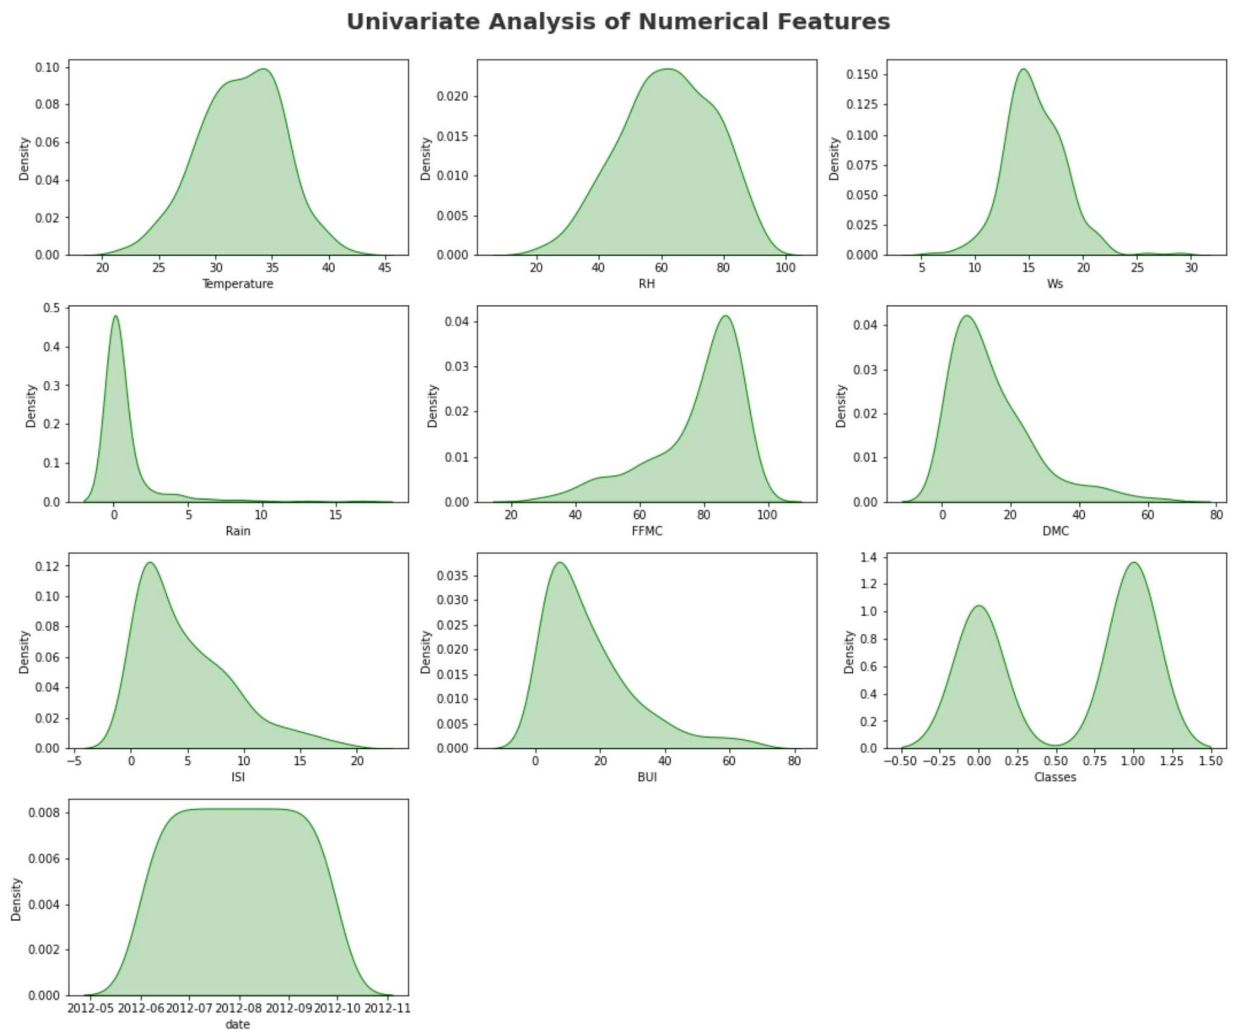 Univariate Analysis of Numerical Features
Density
0.10
0.08
0.06
0.04
0.02
0.00
20 25 30 35 40 45
Temperature
Density
0.020
0.015
0.010
0.005
0.000
20 40 60 80 100
RH
Density
0.150
0.125
0.100
0.075
0.050
0.025
0.000
5 10 15 20 25 30
Ws
Density
0.5
0.4
0.3
0.2
0.1
0.0
0 5 10 15
Rain
Density
0.04
0.03
0.02
0.01
0.00
20 40 60 80 100
FFMC
Density
0.04
0.03
0.02
0.01
0.00
0 20 40 60 80
DMC
Density
0.12
0.10
0.08
0.06
0.04
0.02
0.00
−5 0 5 10 15 20
ISI
Density
0.035
0.030
0.025
0.020
0.015
0.010
0.005
0.000
0 20 40 60 80
BUI
Density
1.4
1.2
1.0
0.8
0.6
0.4
0.2
0.0
−0.50 −0.25 0.00 0.25 0.50 0.75 1.00 1.25 1.50
Classes
Density
0.008
0.006
0.004
0.002
0.000
2012-05 2012-06 2012-07 2012-08 2012-09 2012-10 2012-11
date